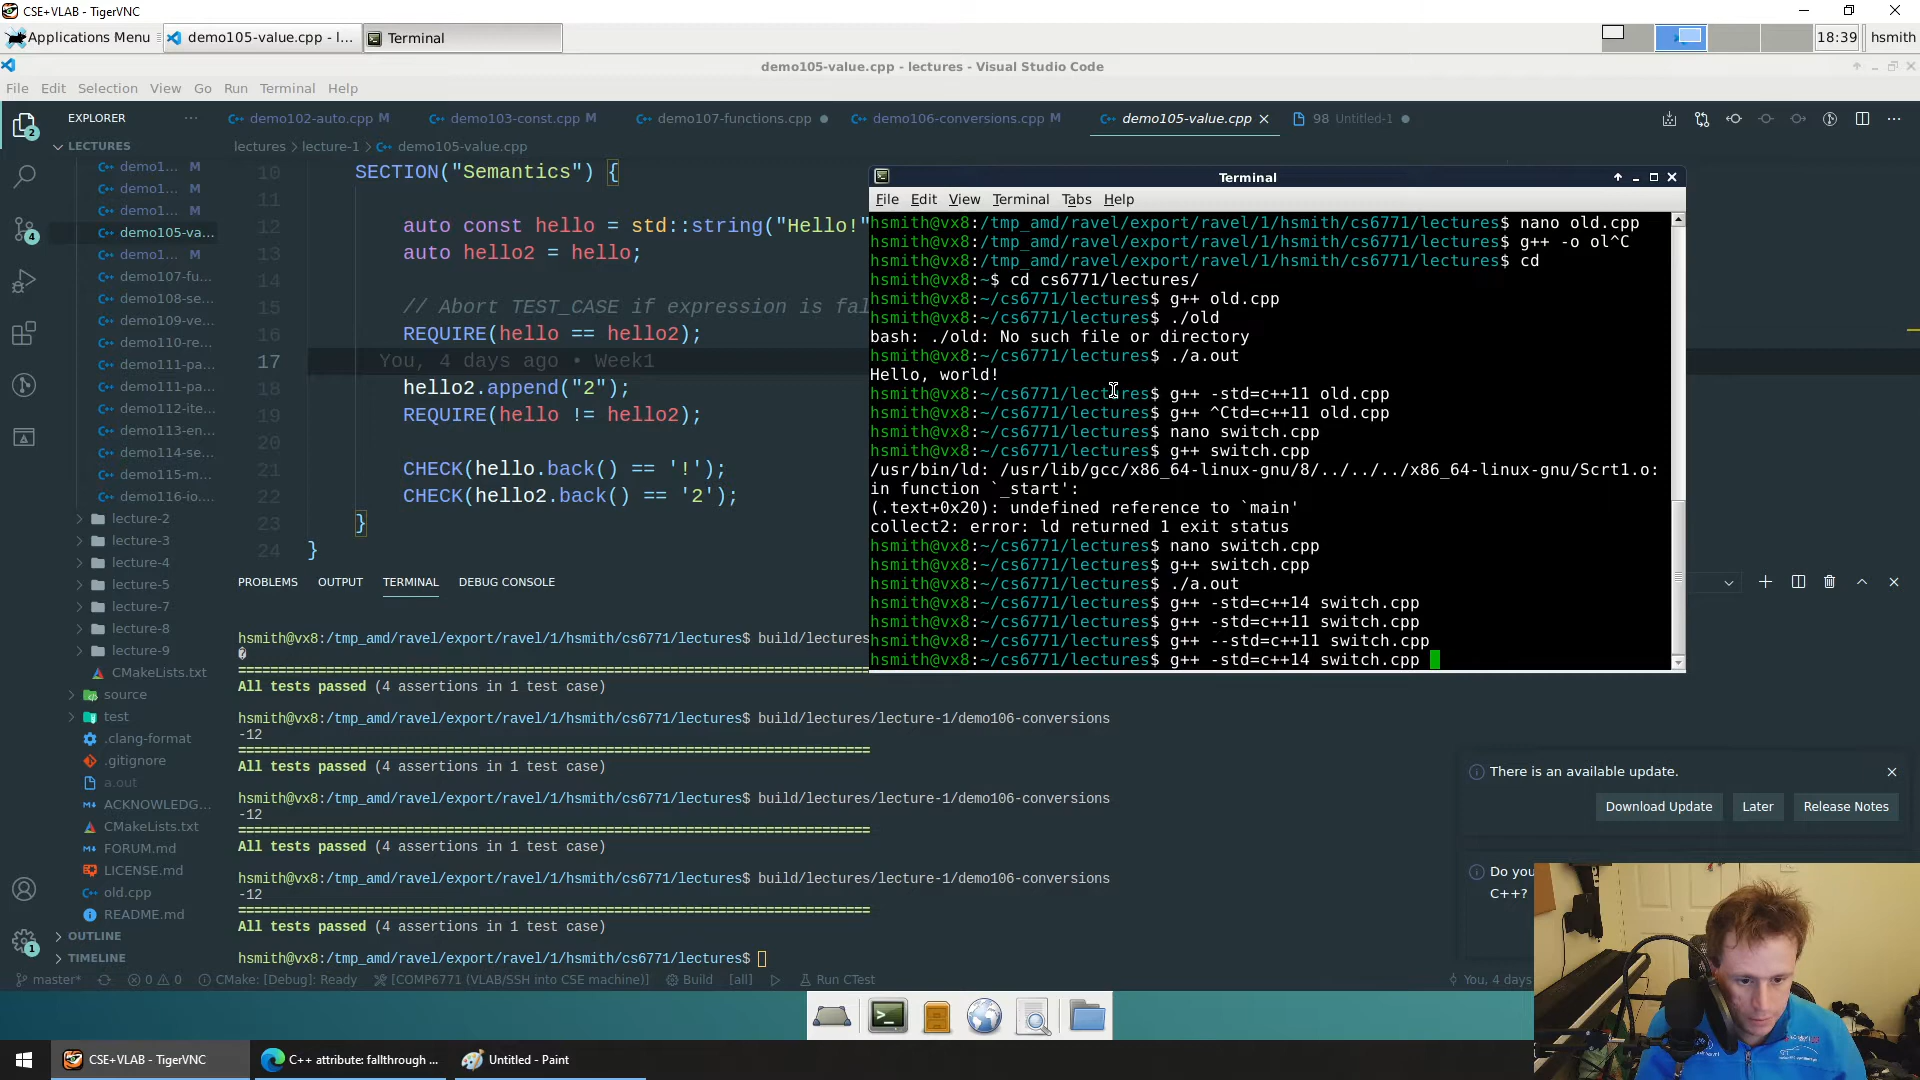 CSE+VLAB - TigerVNC
Applications Menu
demo105-value.cpp - l...
Terminal
18:39
hsmith
demo105-value.cpp - lectures - Visual Studio Code
File Edit Selection View Go Run Terminal Help
EXPLORER
demo102-auto.cpp M
demo103-const.cpp M
demo107-functions.cpp
demo106-conversions.cpp M
demo105-value.cpp
98 Untitled-1
LECTURES
lectures > lecture-1 > demo105-value.cpp
demo1... M
demo1... M
demo1... M
demo105-va...
demo1... M
demo107-fu...
demo108-se...
demo109-ve...
demo110-re...
demo111-pa...
demo111-pa...
demo112-ite...
demo113-en...
demo114-se...
demo115-m...
demo116-io....
lecture-2
lecture-3
lecture-4
lecture-5
lecture-7
lecture-8
lecture-9
CMakeLists.txt
source
test
.clang-format
.gitignore
a.out
ACKNOWLEDG...
CMakeLists.txt
FORUM.md
LICENSE.md
old.cpp
README.md
OUTLINE
TIMELINE
10 SECTION("Semantics") {
11
12 auto const hello = std::string("Hello!"
13 auto hello2 = hello;
14
15 // Abort TEST_CASE if expression is fal
16 REQUIRE(hello == hello2);
17 You, 4 days ago • Week1
18 hello2.append("2");
19 REQUIRE(hello != hello2);
20
21 CHECK(hello.back() == '!');
22 CHECK(hello2.back() == '2');
23 }
24 }
PROBLEMS OUTPUT TERMINAL DEBUG CONSOLE
hsmith@vx8:/tmp_amd/ravel/export/ravel/1/hsmith/cs6771/lectures$ build/lectures
===============================================================================
All tests passed (4 assertions in 1 test case)
hsmith@vx8:/tmp_amd/ravel/export/ravel/1/hsmith/cs6771/lectures$ build/lectures/lecture-1/demo106-conversions
-12
===============================================================================
All tests passed (4 assertions in 1 test case)
hsmith@vx8:/tmp_amd/ravel/export/ravel/1/hsmith/cs6771/lectures$ build/lectures/lecture-1/demo106-conversions
-12
===============================================================================
All tests passed (4 assertions in 1 test case)
hsmith@vx8:/tmp_amd/ravel/export/ravel/1/hsmith/cs6771/lectures$ build/lectures/lecture-1/demo106-conversions
-12
===============================================================================
All tests passed (4 assertions in 1 test case)
hsmith@vx8:/tmp_amd/ravel/export/ravel/1/hsmith/cs6771/lectures$
Terminal
File Edit View Terminal Tabs Help
hsmith@vx8:/tmp_amd/ravel/export/ravel/1/hsmith/cs6771/lectures$ nano old.cpp
hsmith@vx8:/tmp_amd/ravel/export/ravel/1/hsmith/cs6771/lectures$ g++ -o ol^C
hsmith@vx8:/tmp_amd/ravel/export/ravel/1/hsmith/cs6771/lectures$ cd
hsmith@vx8:~$ cd cs6771/lectures/
hsmith@vx8:~/cs6771/lectures$ g++ old.cpp
hsmith@vx8:~/cs6771/lectures$ ./old
bash: ./old: No such file or directory
hsmith@vx8:~/cs6771/lectures$ ./a.out
Hello, world!
hsmith@vx8:~/cs6771/lectures$ g++ -std=c++11 old.cpp
hsmith@vx8:~/cs6771/lectures$ g++ ^Ctd=c++11 old.cpp
hsmith@vx8:~/cs6771/lectures$ nano switch.cpp
hsmith@vx8:~/cs6771/lectures$ g++ switch.cpp
/usr/bin/ld: /usr/lib/gcc/x86_64-linux-gnu/8/../../../x86_64-linux-gnu/Scrt1.o:
in function `_start':
(.text+0x20): undefined reference to `main'
collect2: error: ld returned 1 exit status
hsmith@vx8:~/cs6771/lectures$ nano switch.cpp
hsmith@vx8:~/cs6771/lectures$ g++ switch.cpp
hsmith@vx8:~/cs6771/lectures$ ./a.out
hsmith@vx8:~/cs6771/lectures$ g++ -std=c++14 switch.cpp
hsmith@vx8:~/cs6771/lectures$ g++ -std=c++11 switch.cpp
hsmith@vx8:~/cs6771/lectures$ g++ --std=c++11 switch.cpp
hsmith@vx8:~/cs6771/lectures$ g++ -std=c++14 switch.cpp
There is an available update.
Download Update
Later
Release Notes
Do you
C++?
2
4
1
master*
0 0
CMake: [Debug]: Ready
[COMP6771 (VLAB/SSH into CSE machine)]
Build
[all]
Run CTest
You, 4 days
CSE+VLAB - TigerVNC
C++ attribute: fallthrough ...
Untitled - Paint